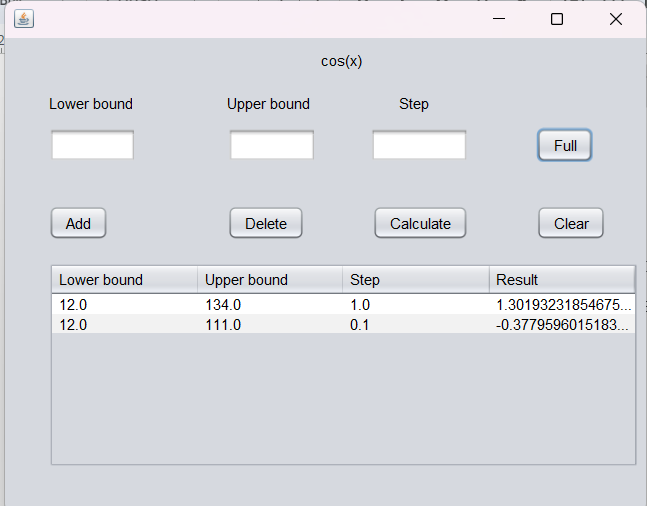 cos(x)
Lower bound Upper bound Step
Full
Add Delete Calculate Clear
Lower bound Upper bound Step Result
12.0 134.0 1.0 1.30193231854675...
12.0 111.0 0.1 -0.3779596015183...